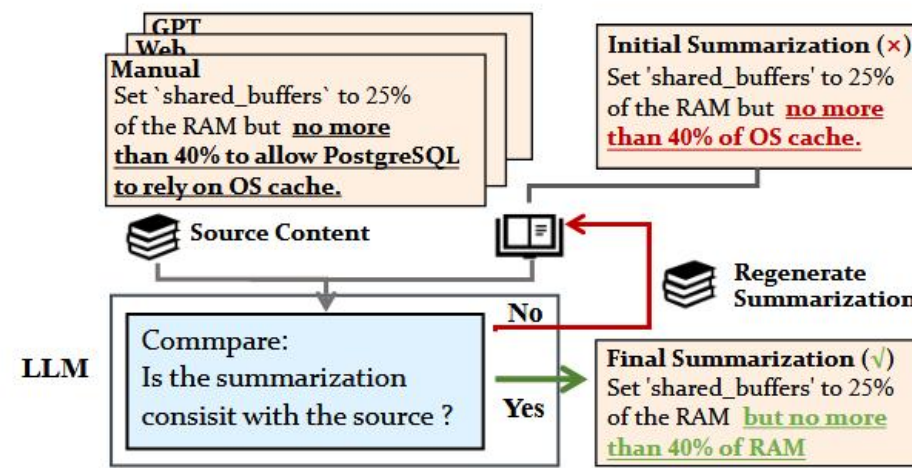 GPT
Web
Manual
Set `shared_buffers` to 25%
of the RAM but no more
than 40% to allow PostgreSQL
to rely on OS cache.
Source Content
Initial Summarization (×)
Set 'shared_buffers' to 25%
of the RAM but no more
than 40% of OS cache.
Regenerate
Summarization
LLM
Commpare:
Is the summarization
consisit with the source ?
No
Yes
Final Summarization (√)
Set 'shared_buffers' to 25%
of the RAM but no more
than 40% of RAM